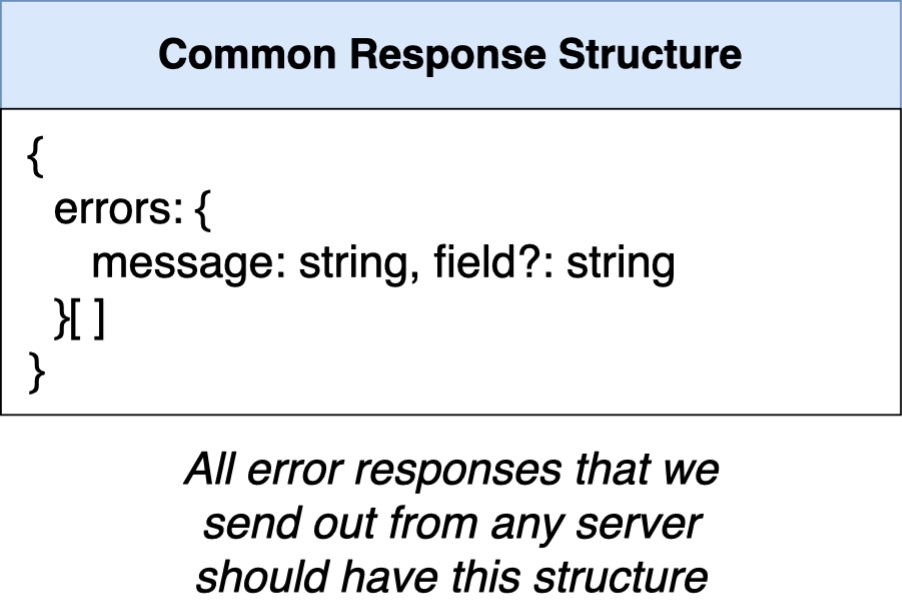 Common Response Structure
{
errors: {
message: string, field?: string
}[ ]
}
All error responses that we
send out from any server
should have this structure